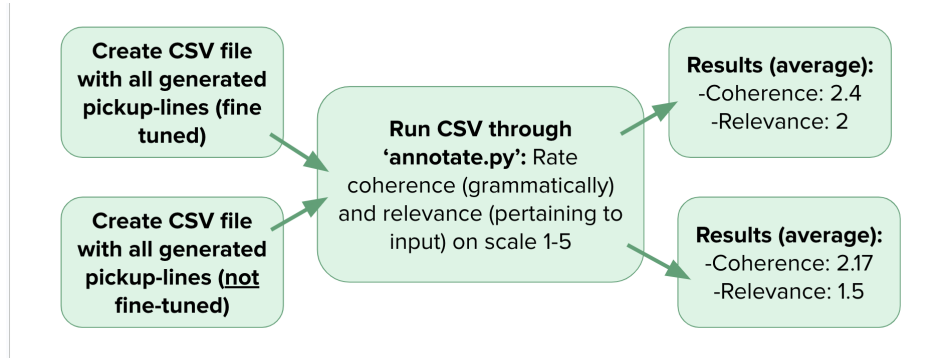 Create CSV file
with all generated
pickup-lines (fine
tuned)
Create CSV file
with all generated
pickup-lines (not
fine-tuned)
Run CSV through
‘annotate.py’: Rate
coherence (grammatically)
and relevance (pertaining to
input) on scale 1-5
Results (average):
-Coherence: 2.4
-Relevance: 2
Results (average):
-Coherence: 2.17
-Relevance: 1.5